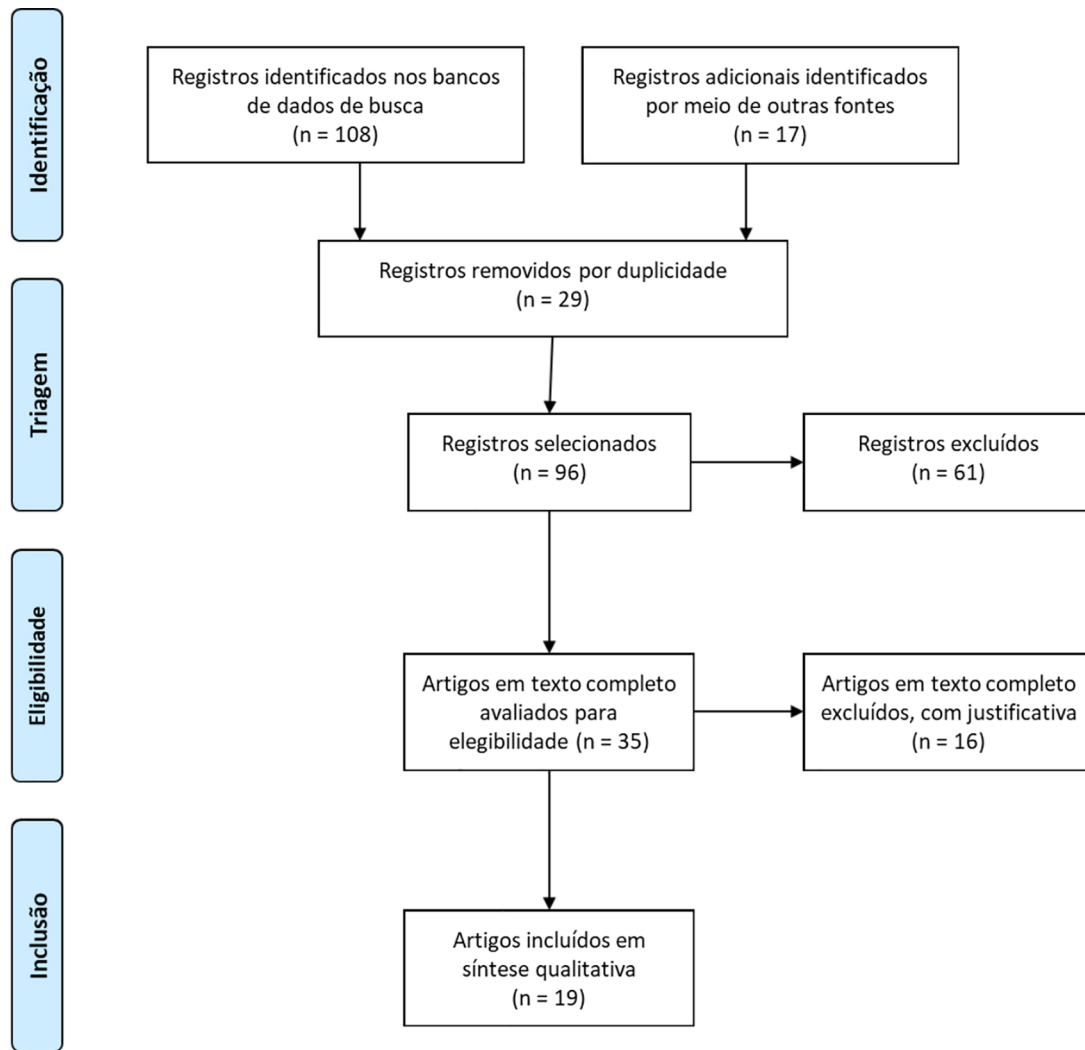 Identificação
Registros identificados nos bancos
de dados de busca
(n = 108)
Registros adicionais identificados
por meio de outras fontes
(n = 17)
Triagem
Registros removidos por duplicidade
(n = 29)
Registros selecionados
(n = 96)
Registros excluídos
(n = 61)
Eligibilidade
Artigos em texto completo
avaliados para
elegibilidade (n = 35)
Artigos em texto completo
excluídos, com justificativa
(n = 16)
Inclusão
Artigos incluídos em
síntese qualitativa
(n = 19)